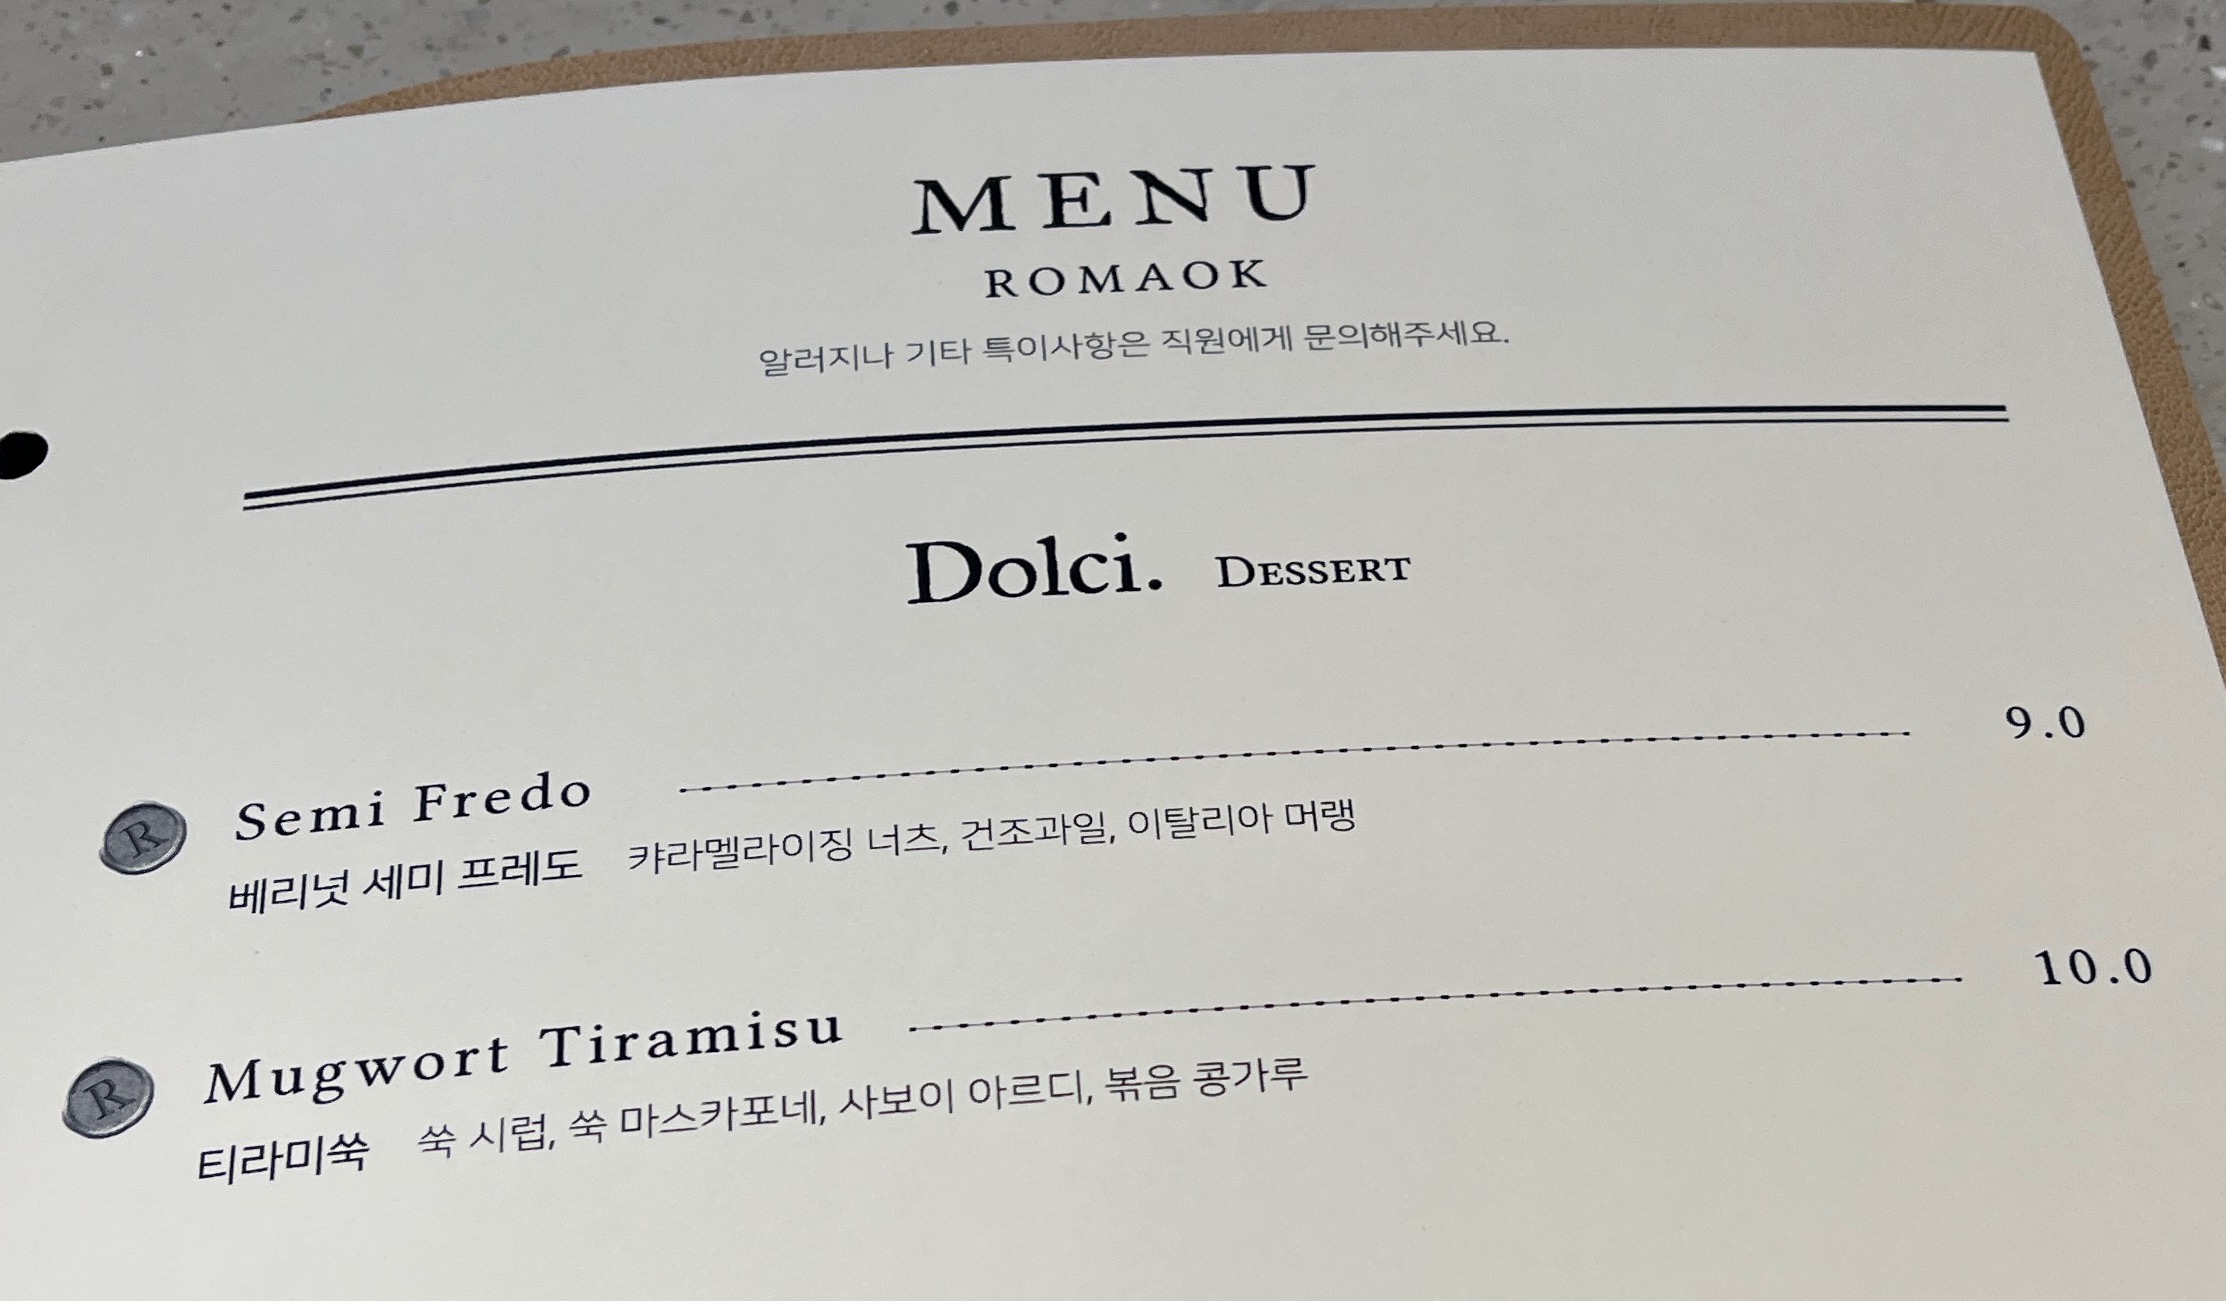 MENU
ROMAOK
알러지나 기타 특이사항은 직원에게 문의해주세요.
Dolci. DESSERT
R Semi Fredo 9.0
베리넛 세미 프레도 캬라멜라이징 너츠, 건조과일, 이탈리아 머랭
R Mugwort Tiramisu 10.0
티라미쑥 쑥 시럽, 쑥 마스카포네, 사보이 아르디, 볶음 콩가루